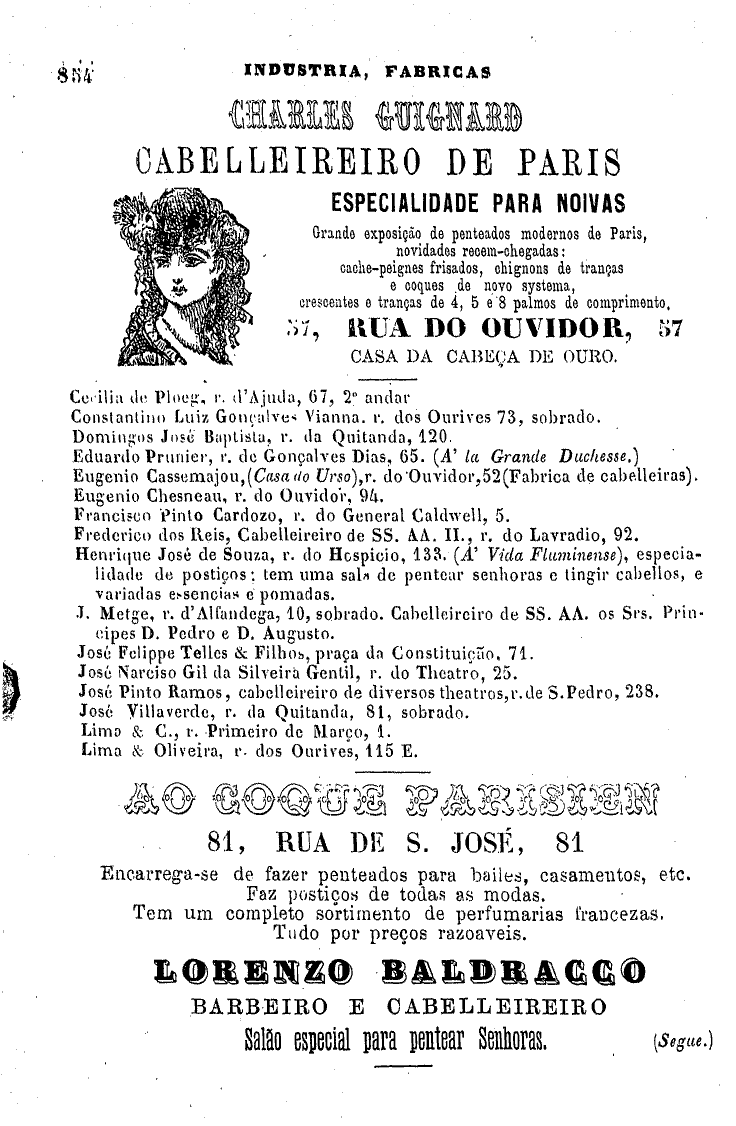 854
INDUSTRIA, FABRICAS
CHARLES GUIGNARD
CABELLEIREIRO DE PARIS
ESPECIALIDADE PARA NOIVAS
Grande exposição de penteados modernos de Paris,
novidades recem-chegadas:
cache-peignes frisados, chignons de tranças
e coques de novo systema,
crescentes e tranças de 4, 5 e 8 palmos de comprimento,
57, RUA DO OUVIDOR, 57
CASA DA CABEÇA DE OURO.
Cecilia de Ploeg, r. d'Ajuda, 67, 2º andar
Constantino Luiz Gonçalves Vianna. r. dos Ourives 73, sobrado.
Domingos José Baptista, r. da Quitanda, 120.
Eduardo Prunier, r. de Gonçalves Dias, 65. (A' la Grande Duchesse.)
Eugenio Cassemajou,(Casa do Urso),r. do Ouvidor,52(Fabrica de cabelleiras).
Eugenio Chesneau, r. do Ouvidor, 94.
Francisco Pinto Cardozo, r. do General Caldwell, 5.
Frederico dos Reis, Cabelleireiro de SS. AA. II., r. do Lavradio, 92.
Henrique José de Souza, r. do Hospicio, 133. (A' Vida Fluminense), especia-
lidade de postiços; tem uma sala de pentear senhoras e tingir cabellos, e
variadas essencias e pomadas.
J. Metge, r. d'Alfandega, 10, sobrado. Cabelleireiro de SS. AA. os Srs. Prin-
cipes D. Pedro e D. Augusto.
José Felippe Telles & Filhos, praça da Constituição, 71.
José Narciso Gil da Silveira Gentil, r. do Theatro, 25.
José Pinto Ramos, cabelleireiro de diversos theatros,r.de S.Pedro, 238.
José Villaverde, r. da Quitanda, 81, sobrado.
Lima & C., r. Primeiro de Março, 1.
Lima & Oliveira, r. dos Ourives, 115 E.
AO COQUE PARISIEN
81, RUA DE S. JOSÉ, 81
Encarrega-se de fazer penteados para bailes, casamentos, etc.
Faz postiços de todas as modas.
Tem um completo sortimento de perfumarias francezas.
Tudo por preços razoaveis.
LORENZO BALDRACCO
BARBEIRO E CABELLEIREIRO
Salão especial para pentear Senhoras.
(Segue.)